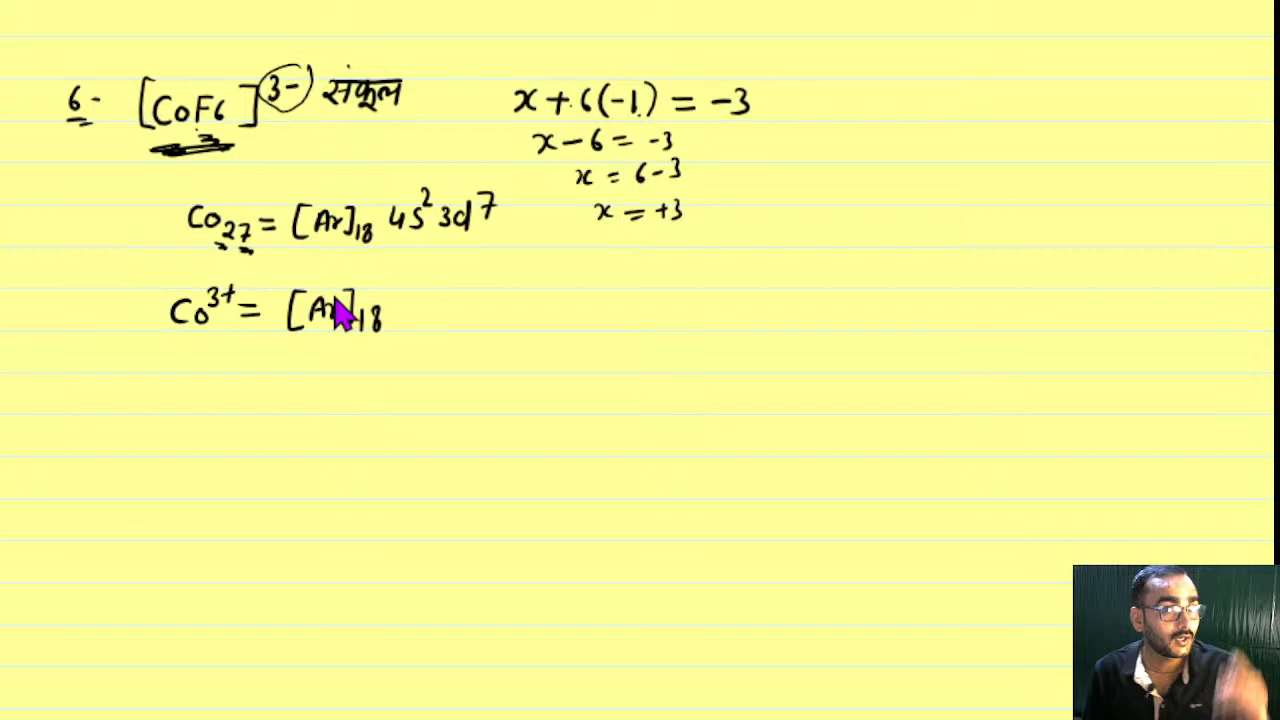 6- [CoF6]3- संकूल
x + 6(-1) = -3
x - 6 = -3
x = 6-3
x = +3
Co27 = [Ar]18 4s2 3d7
Co3+ = [Ar]18